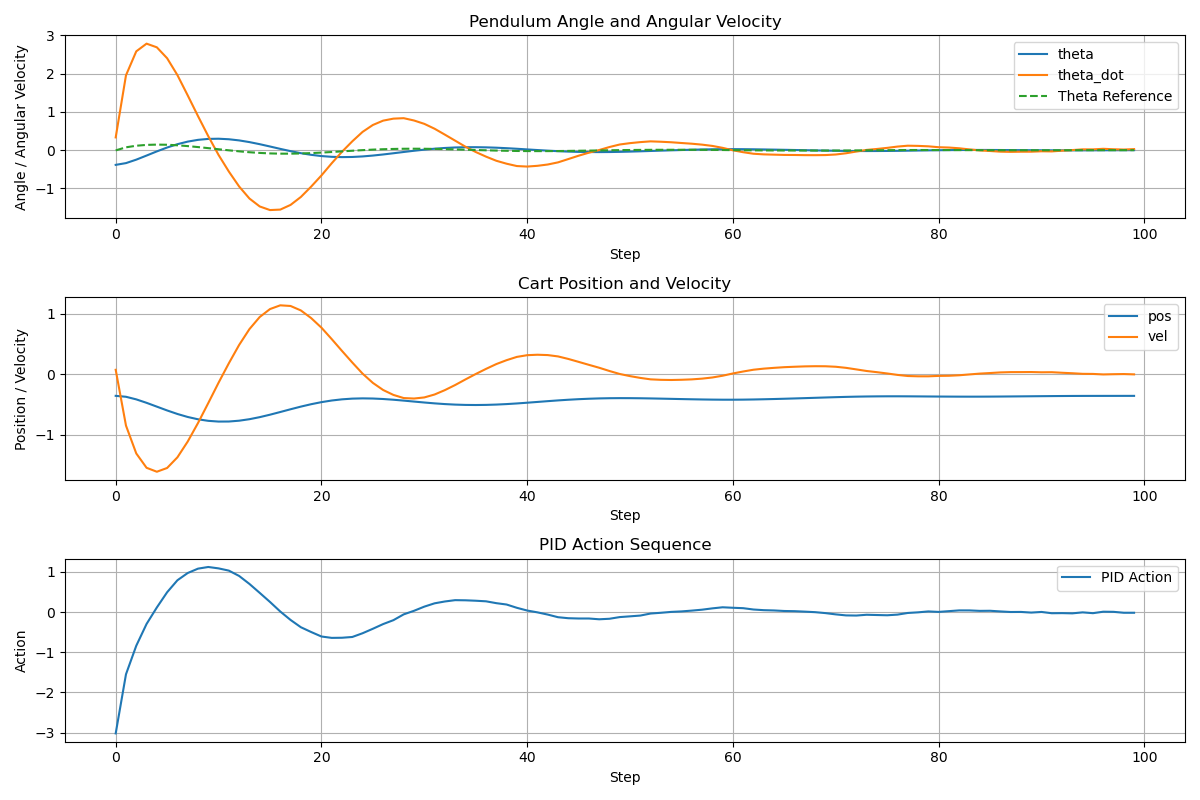 Pendulum Angle and Angular Velocity
Angle / Angular Velocity
3
2
1
0
−1
theta
theta_dot
Theta Reference
0
20
40
60
80
100
Step
Cart Position and Velocity
Position / Velocity
1
0
−1
pos
vel
0
20
40
60
80
100
Step
PID Action Sequence
Action
1
0
−1
−2
−3
PID Action
0
20
40
60
80
100
Step